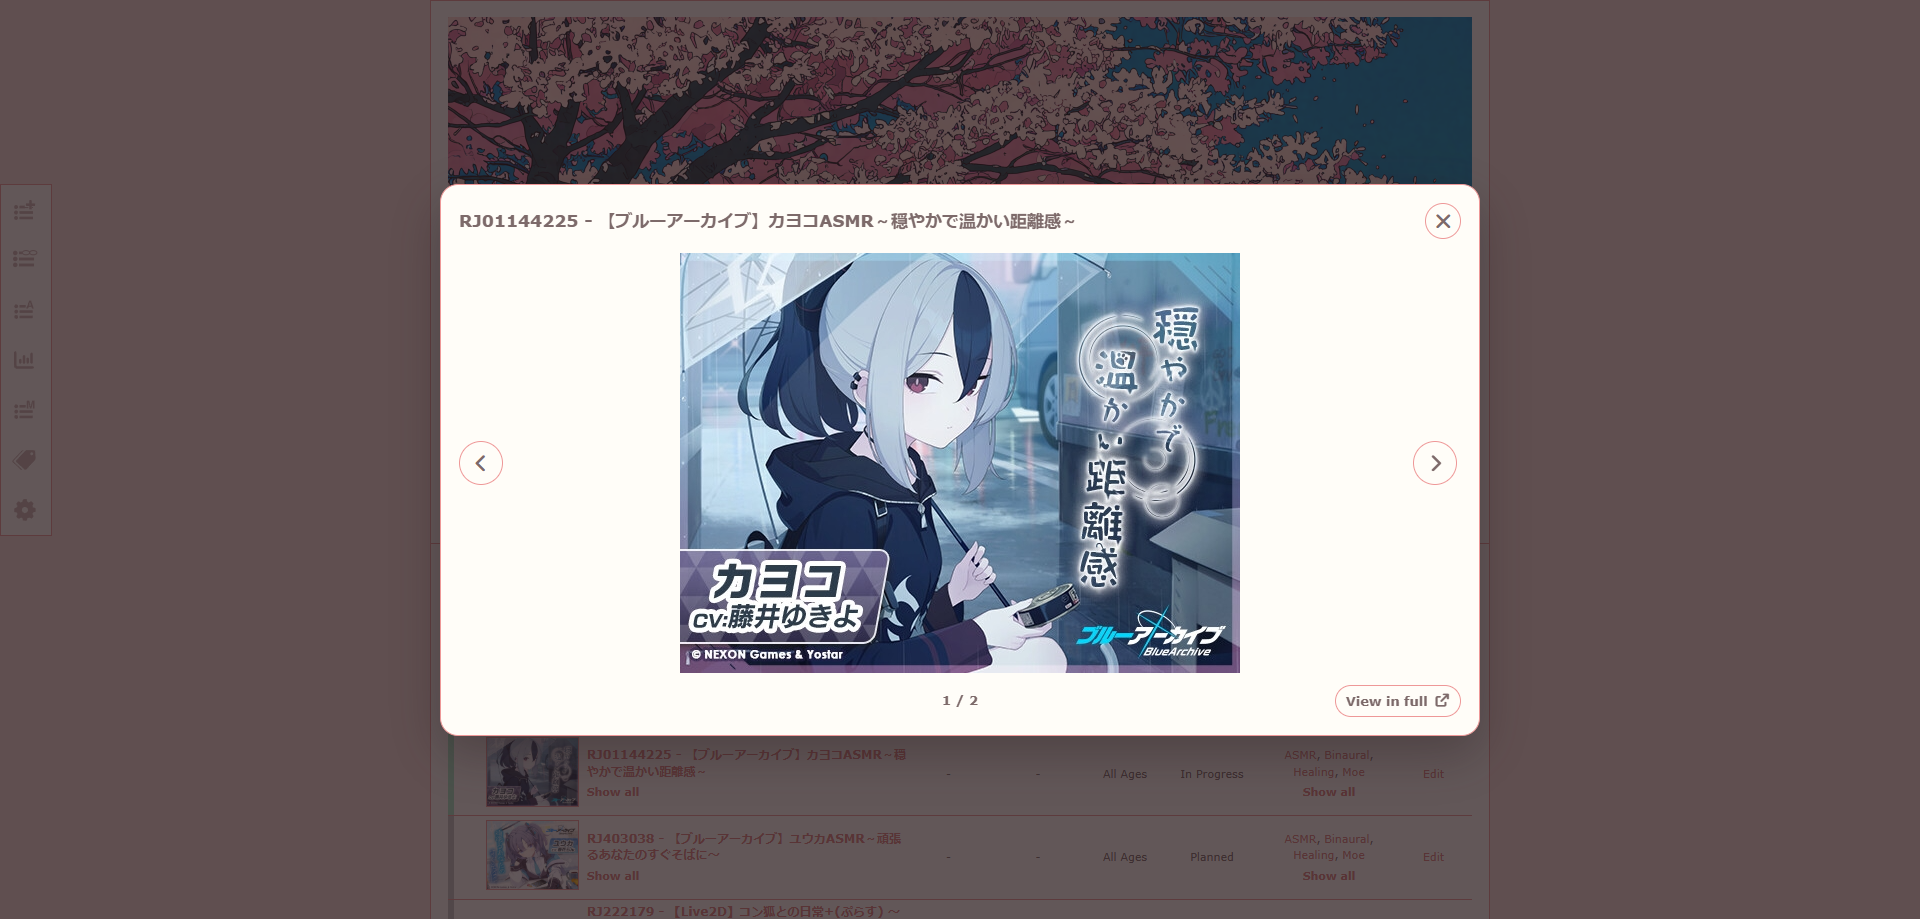 RJ01144225 - 【ブルーアーカイブ】カヨコASMR～穏やかで温かい距離感～
穏やかで
温かい
距離感
カヨコ
CV:藤井ゆきよ
© NEXON Games & Yostar
ブルーアーカイブ
BlueArchive
1 / 2
View in full
RJ01144225 - 【ブルーアーカイブ】カヨコASMR～穏
やかで温かい距離感～
Show all
-
-
All Ages
In Progress
ASMR, Binaural,
Healing, Moe
Show all
Edit
RJ403038 - 【ブルーアーカイブ】ユウカASMR～頑張
るあなたのすぐそばに～
Show all
-
-
All Ages
Planned
ASMR, Binaural,
Healing, Moe
Show all
Edit
RJ222179 - 【Live2D】コン狐との日常+(ぷらす) ～